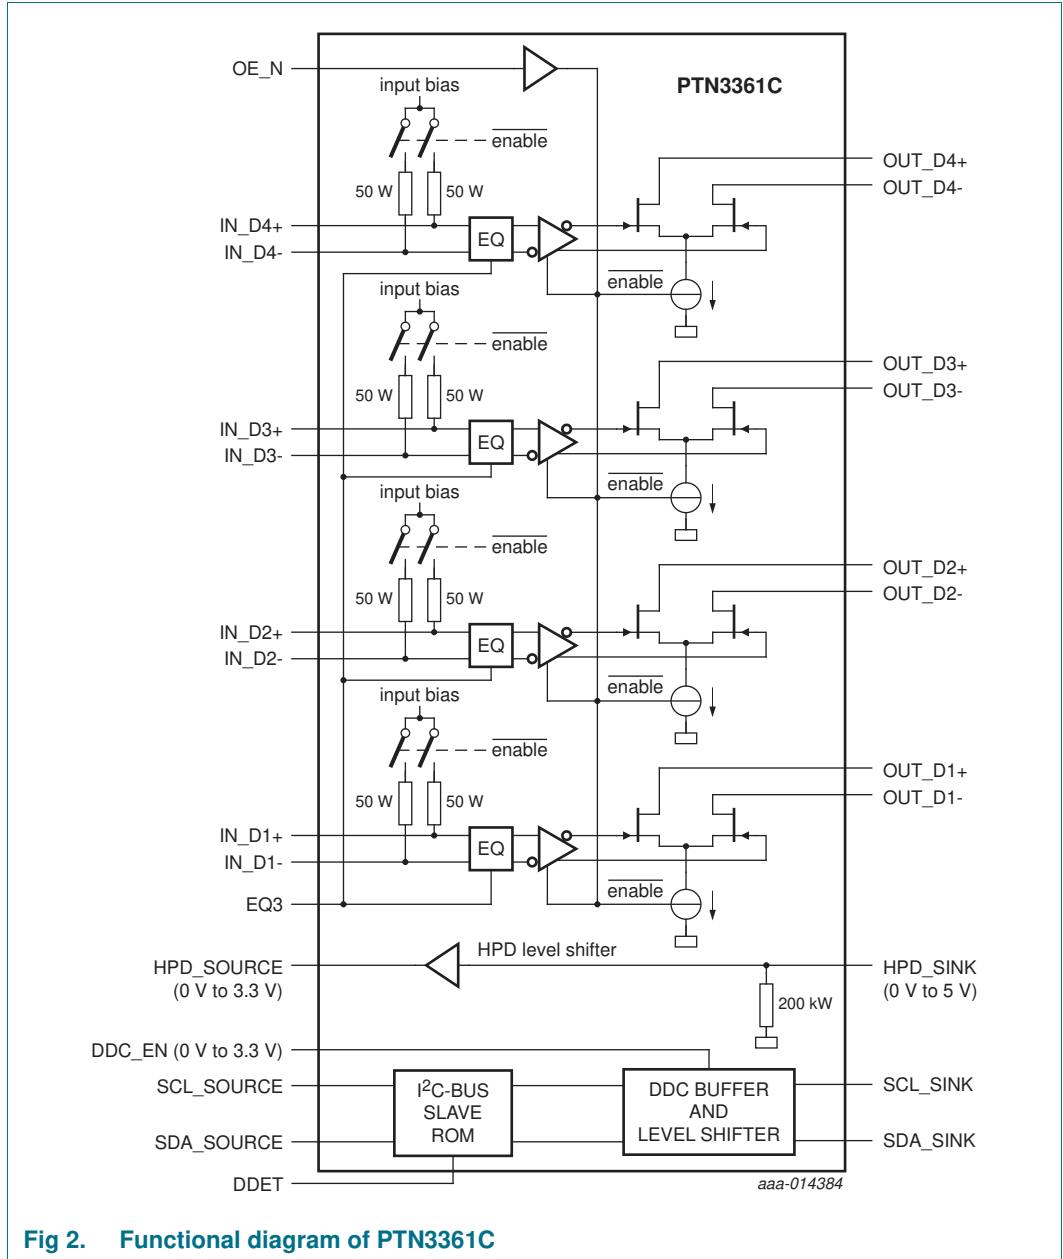 OE_N
PTN3361C
input bias
enable
OUT_D4+
50 W
50 W
OUT_D4-
IN_D4+
EQ
IN_D4-
enable
input bias
enable
OUT_D3+
50 W
50 W
OUT_D3-
IN_D3+
EQ
IN_D3-
enable
input bias
enable
OUT_D2+
50 W
50 W
OUT_D2-
IN_D2+
EQ
IN_D2-
enable
input bias
enable
OUT_D1+
50 W
50 W
OUT_D1-
IN_D1+
EQ
IN_D1-
enable
EQ3
HPD level shifter
HPD_SOURCE
(0 V to 3.3 V)
HPD_SINK
(0 V to 5 V)
200 kW
DDC_EN (0 V to 3.3 V)
SCL_SOURCE
I²C-BUS
SLAVE
ROM
DDC BUFFER
AND
LEVEL SHIFTER
SCL_SINK
SDA_SOURCE
SDA_SINK
DDET
aaa-014384
Fig 2. Functional diagram of PTN3361C